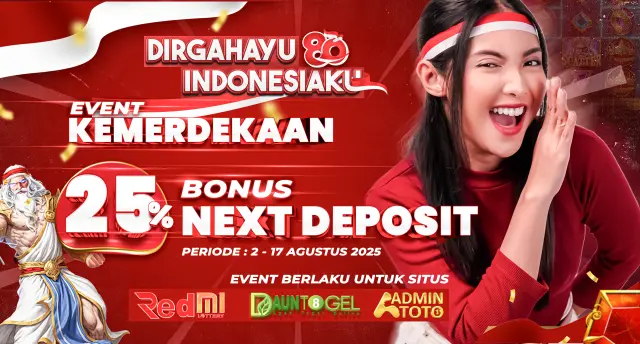 DIRGAHAYU 80
INDONESIAKU
EVENT
KEMERDEKAAN
25% BONUS
NEXT DEPOSIT
PERIODE : 2 - 17 AGUSTUS 2025
EVENT BERLAKU UNTUK SITUS
RedMI
LOTTERY
DAUNTOGEL
ADMIN
TOTO